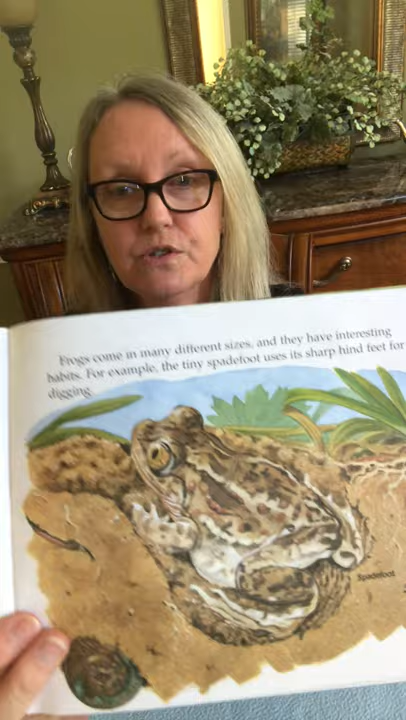 Frogs come in many different sizes, and they have interesting
habits. For example, the tiny spadefoot uses its sharp hind feet for
digging.
Spadefoot